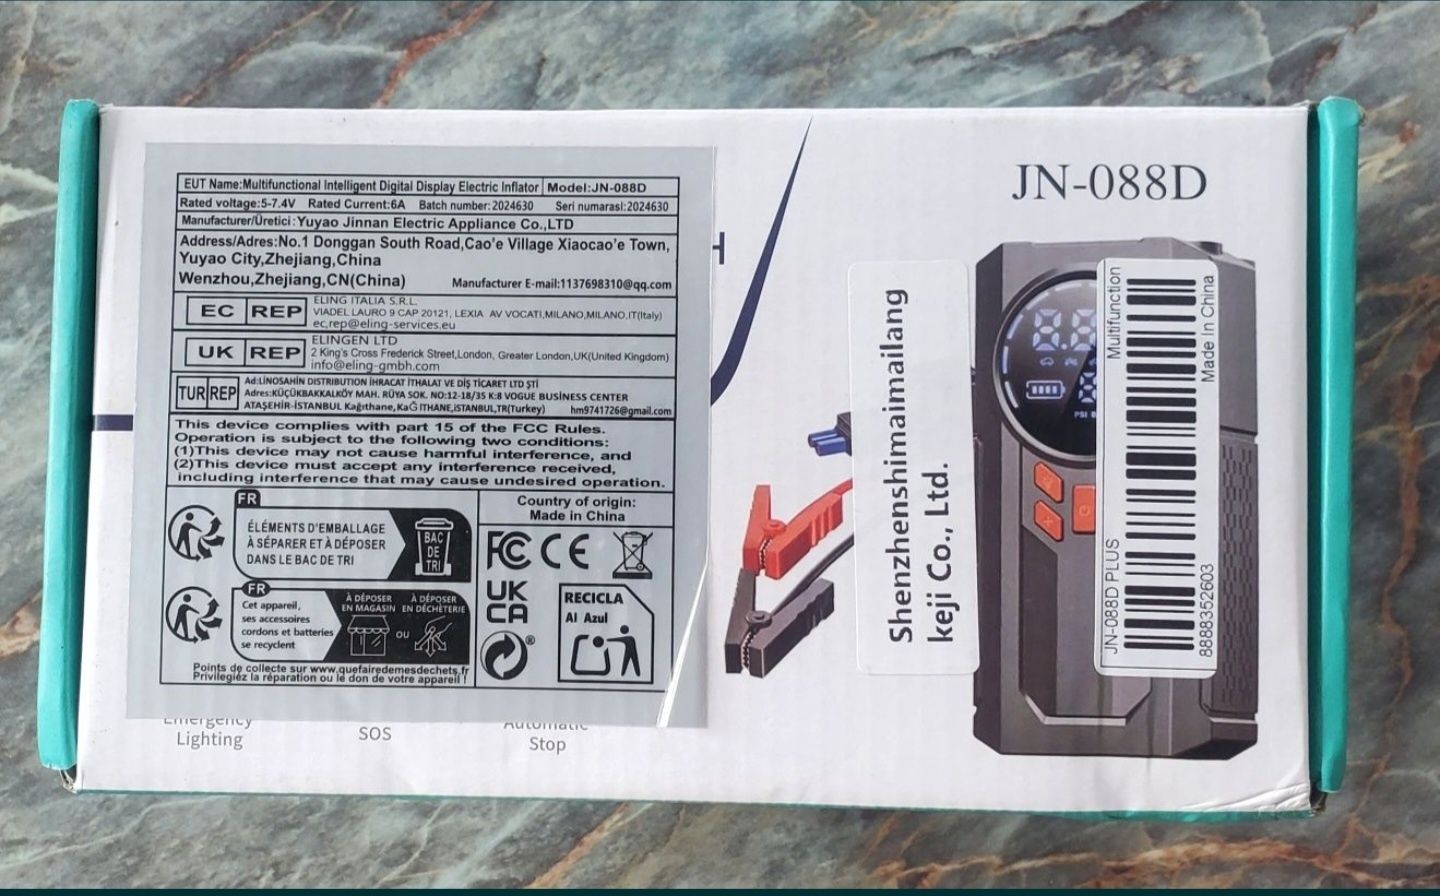 EUT Name:Multifunctional Intelligent Digital Display Electric Inflator Model:JN-088D
Rated voltage:5-7.4V Rated Current:6A Batch number:2024630 Seri numarası:2024630
Manufacturer/Üretici:Yuyao Jinnan Electric Appliance Co.,LTD
Address/Adres:No.1 Donggan South Road,Cao'e Village Xiaocao'e Town,
Yuyao City,Zhejiang,China
Wenzhou,Zhejiang,CN(China) Manufacturer E-mail:1137698310@qq.com
EC REP
ELING ITALIA S.R.L.
VIADEL LAURO 9 CAP 20121, LEXIA AV VOCATI,MILANO,MILANO,IT(Italy)
ec.rep@eling-services.eu
UK REP
ELINGEN LTD
2 King's Cross Frederick Street,London, Greater London,UK(United Kingdom)
info@eling-gmbh.com
TUR REP
Ad:LİNOSAHİN DISTRIBUTION İHRACAT İTHALAT VE DIŞ TİCARET LTD ŞTİ
Adres:KÜÇÜKBAKKALKÖY MAH. RÜYA SOK. NO:12-18/35 K:8 VOGUE BUSINESS CENTER
ATAŞEHİR-İSTANBUL Kağıthane,KaĞITHANE,iSTANBUL,TR(Turkey) hm9741726@gmail.com
This device complies with part 15 of the FCC Rules.
Operation is subject to the following two conditions:
(1)This device may not cause harmful interference, and
(2)This device must accept any interference received,
including interference that may cause undesired operation.
FR
ÉLÉMENTS D'EMBALLAGE
À SÉPARER ET À DÉPOSER
DANS LE BAC DE TRI
BAC
DE
TRI
FR
Cet appareil,
ses accessoires
cordons et batteries
se recyclent
À DÉPOSER
EN MAGASIN
OU
À DÉPOSER
EN DÉCHÈTERIE
Points de collecte sur www.quefairedemesdechets.fr
Privilegiéz la réparation ou le don de votre appareil !
Country of origin:
Made in China
FC CE
UK
CA
®
RECICLA
Al Azul
Emergency
Lighting
SOS
Automatic
Stop
JN-088D
8.8
PSI
Shenzhenshimaimailang
keji Co., Ltd.
Multifunction
JN-088D PLUS
Made In China
8888352603